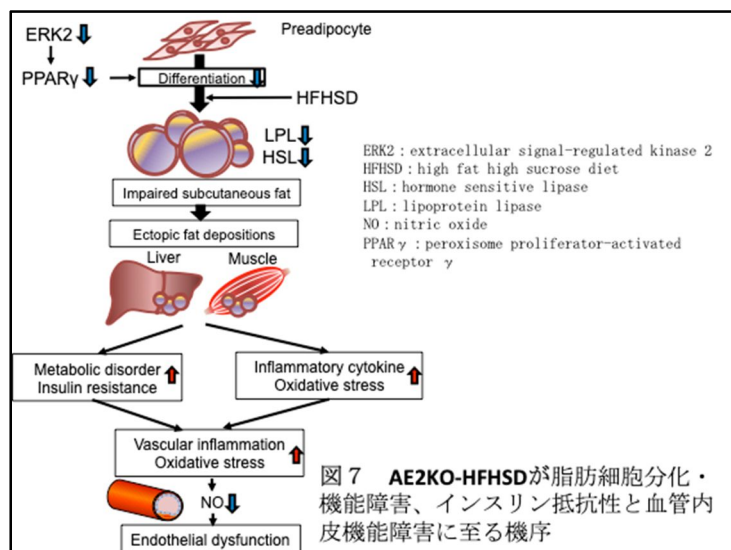 ERK2
Preadipocyte
PPARγ
Differentiation
HFHSD
LPL
HSL
Impaired subcutaneous fat
Ectopic fat depositions
Liver
Muscle
Metabolic disorder
Insulin resistance
Inflammatory cytokine
Oxidative stress
Vascular inflammation
Oxidative stress
NO
Endothelial dysfunction
ERK2：extracellular signal-regulated kinase 2
HFHSD：high fat high sucrose diet
HSL：hormone sensitive lipase
LPL：lipoprotein lipase
NO：nitric oxide
PPARγ：peroxisome proliferator-activated
receptor γ
図７　AE2KO-HFHSDが脂肪細胞分化・
機能障害、インスリン抵抗性と血管内
皮機能障害に至る機序